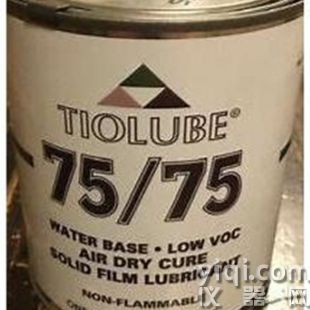 TIOLUBE®
75/75
WATER BASE • LOW VOC
AIR DRY CURE
SOLID FILM LUBRICANT
NON-FLAMMABLE
yiqi.com
仪器网